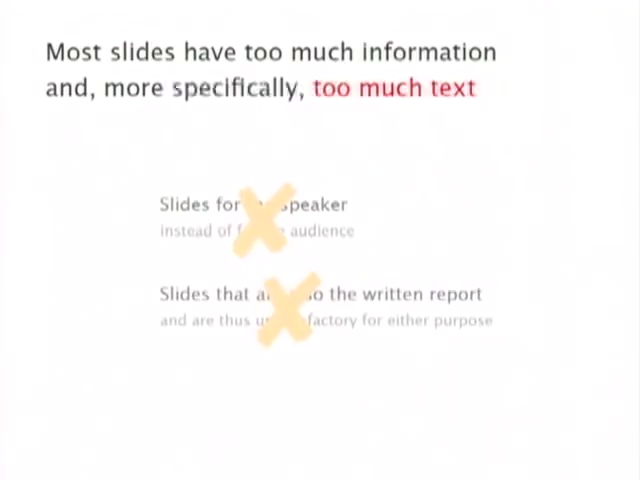 Most slides have too much information
and, more specifically, too much text
Slides for speaker
instead of audience
Slides that the written report
and are thus for either purpose